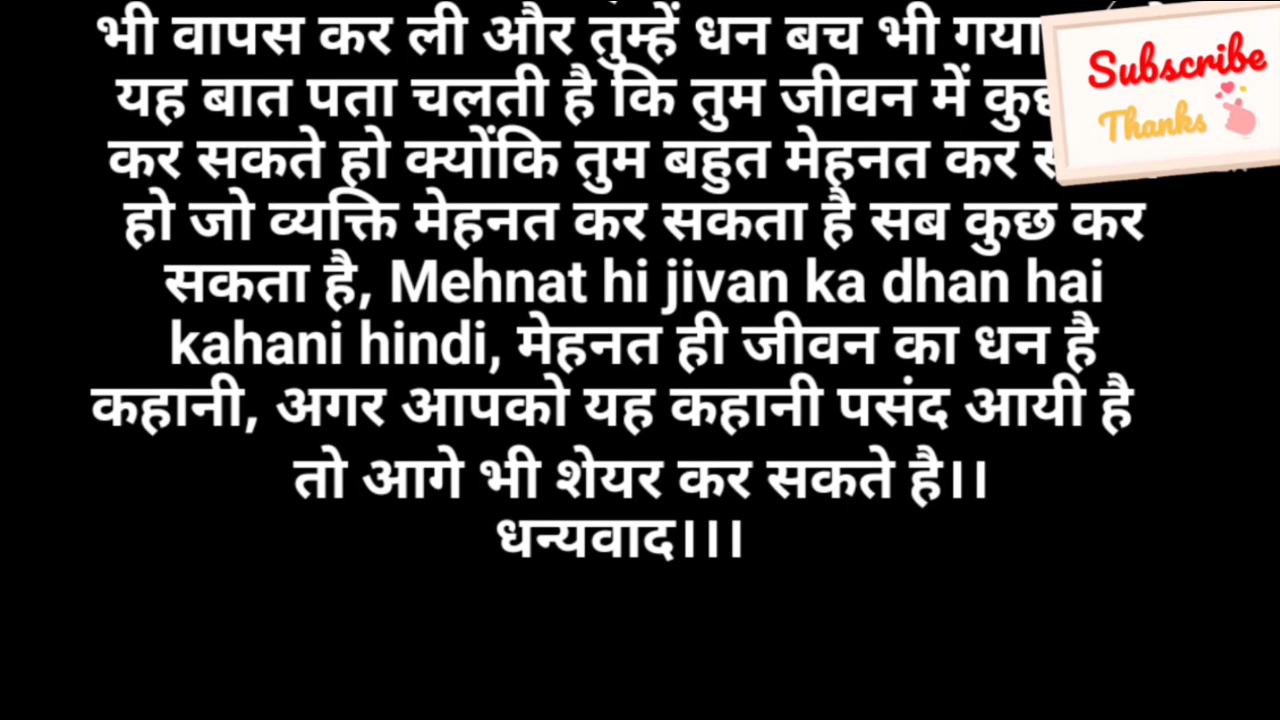 भी वापस कर ली और तुम्हें धन बच भी गया
यह बात पता चलती है कि तुम जीवन में
कर सकते हो क्योंकि तुम बहुत मेहनत कर
हो जो व्यक्ति मेहनत कर सकता है सब कुछ कर
सकता है, Mehnat hi jivan ka dhan hai
kahani hindi, मेहनत ही जीवन का धन है
कहानी, अगर आपको यह कहानी पसंद आयी है
तो आगे भी शेयर कर सकते है।।
धन्यवाद।।।
Subscribe
Thanks